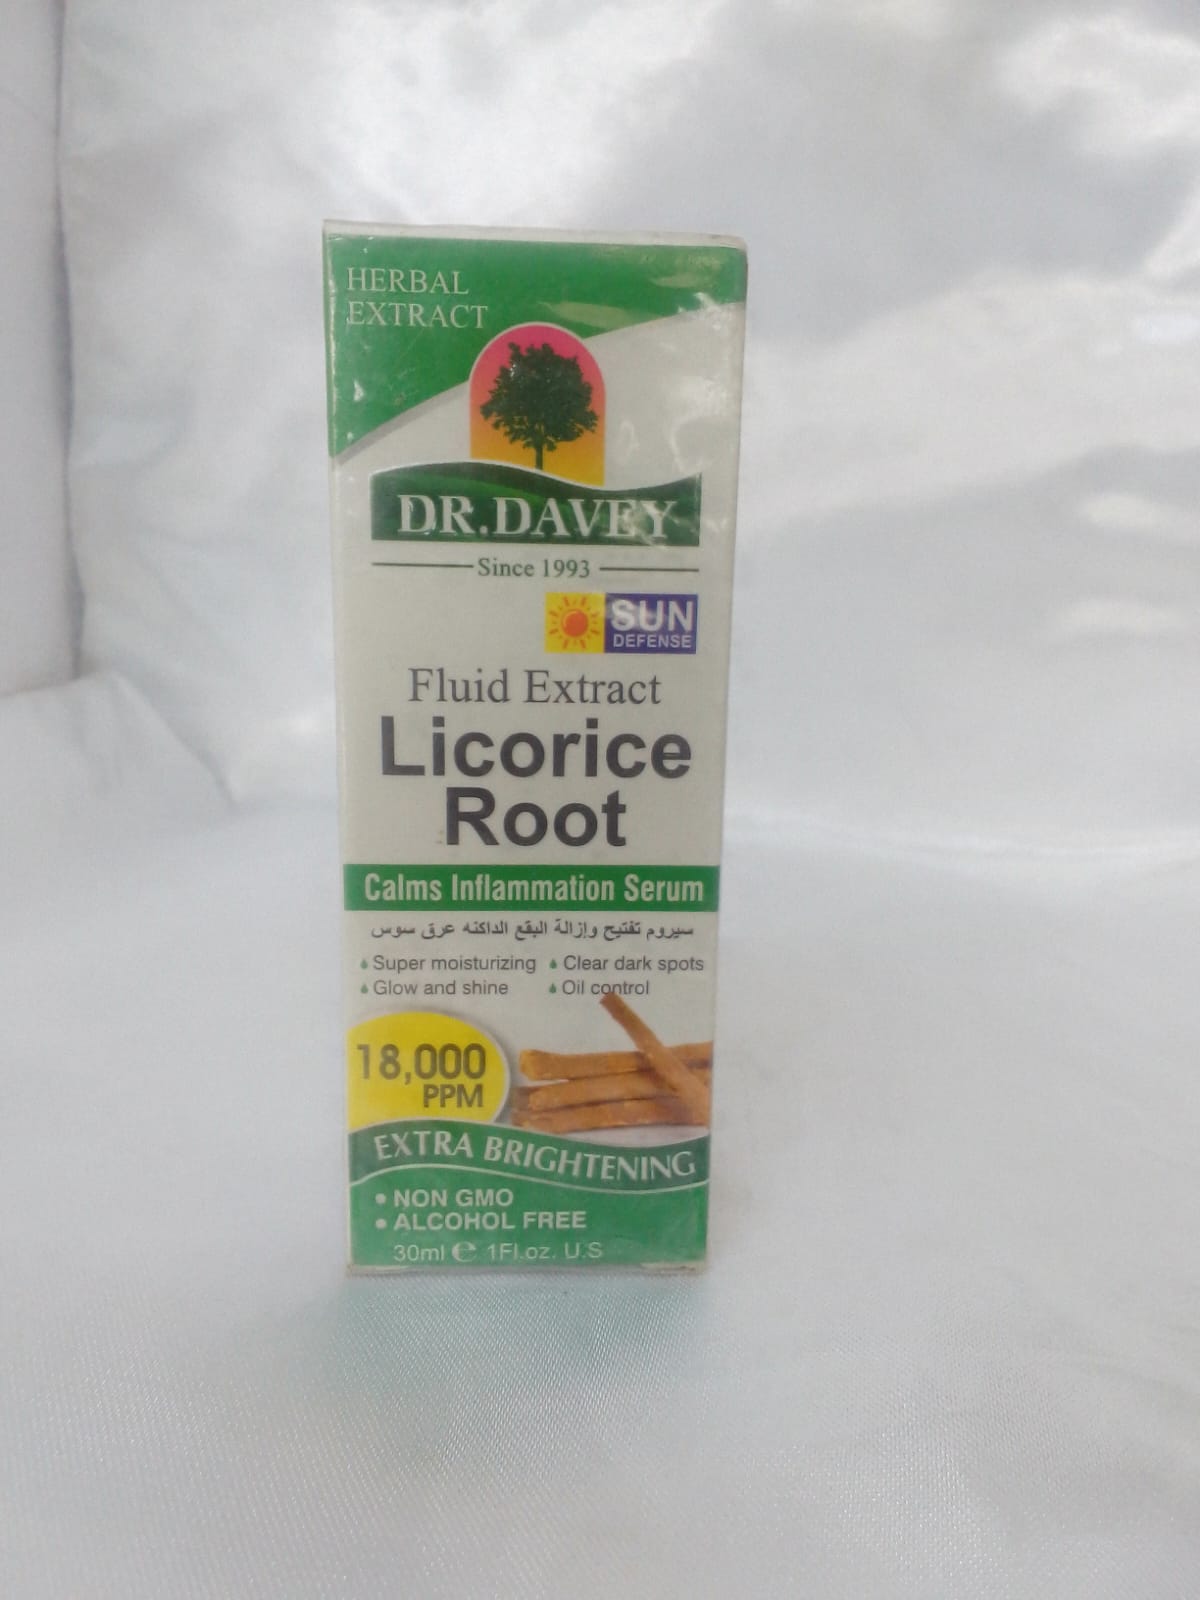 HERBAL
EXTRACT
DR.DAVEY
Since 1993
SUN
DEFENSE
Fluid Extract
Licorice
Root
Calms Inflammation Serum
سيروم تفتيح وإزالة البقع الداكنه عرق سوس
Super moisturizing
Clear dark spots
Glow and shine
Oil control
18,000
PPM
EXTRA BRIGHTENING
• NON GMO
• ALCOHOL FREE
30ml ℮ 1Fl.oz. U.S